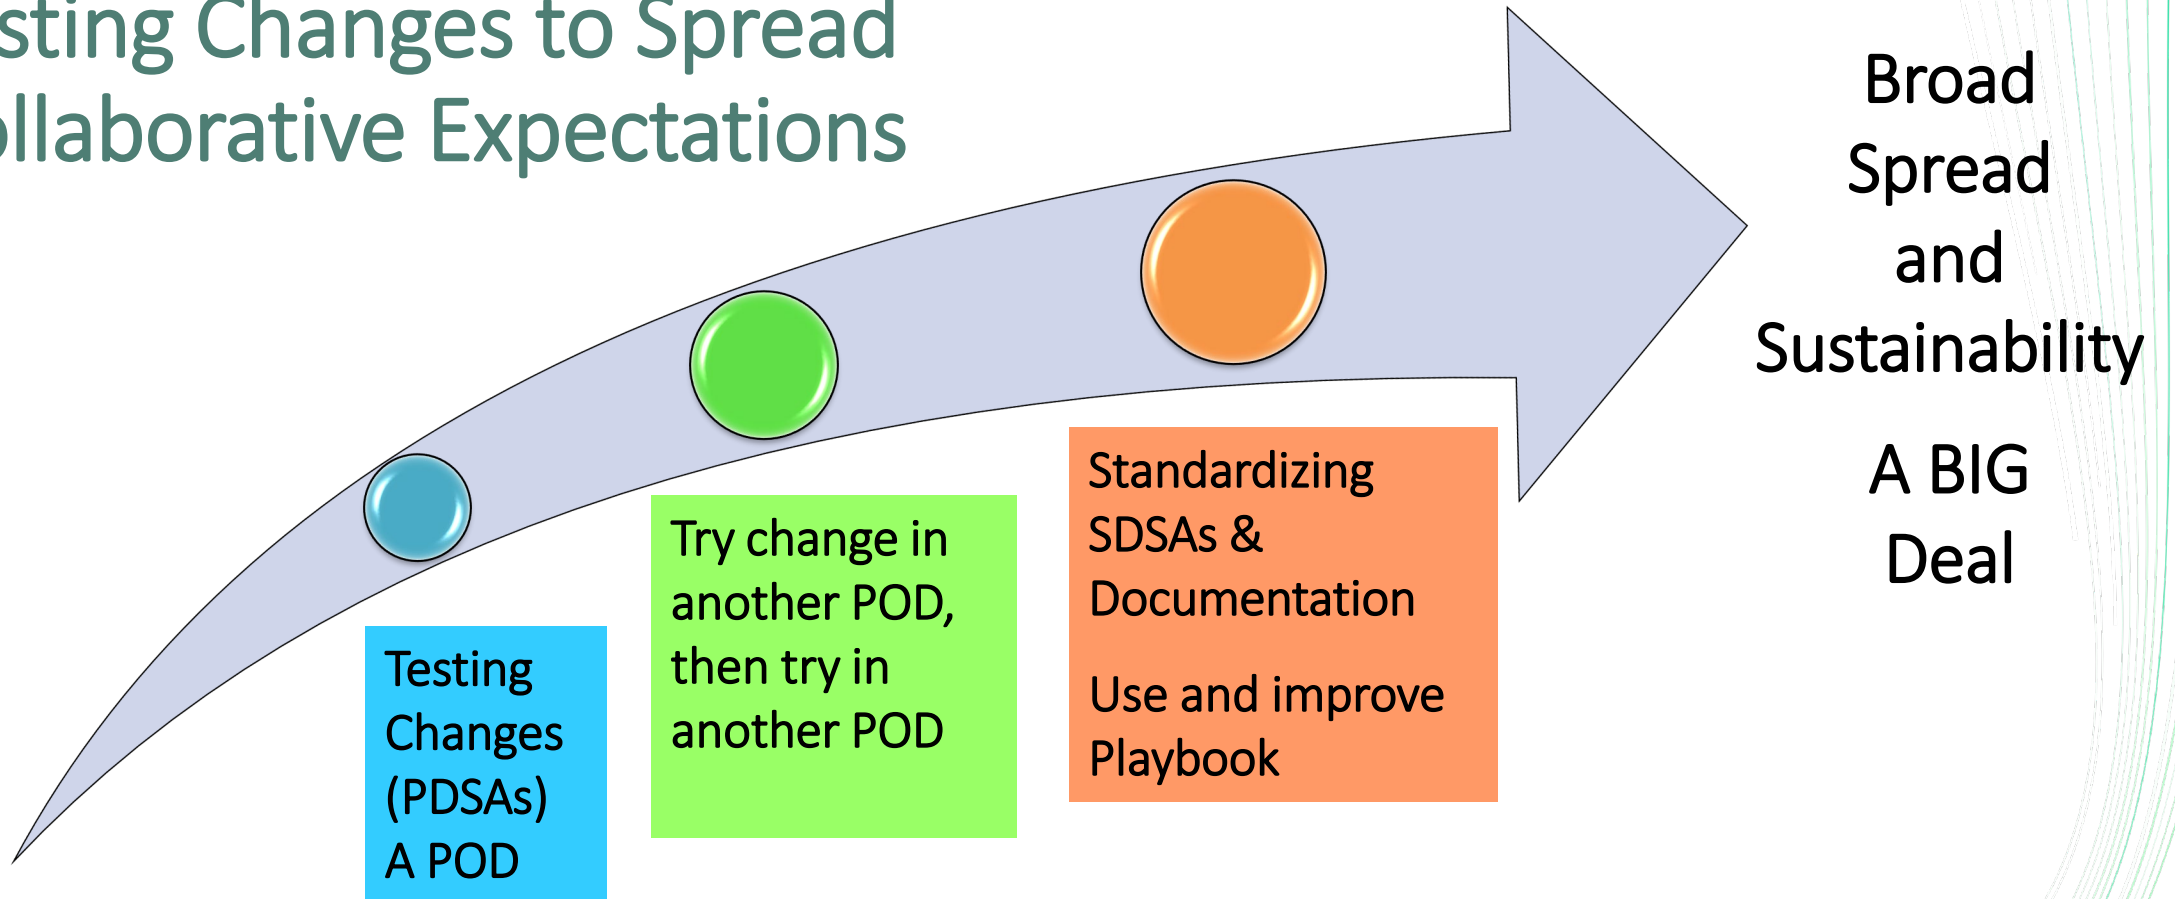 sting Changes to Spread
ollaborative Expectations
Broad
Spread
and
Sustainability
A BIG
Deal
Standardizing
SDSAs &
Documentation
Use and improve
Playbook
Try change in
another POD,
then try in
another POD
Testing
Changes
(PDSAs)
A POD